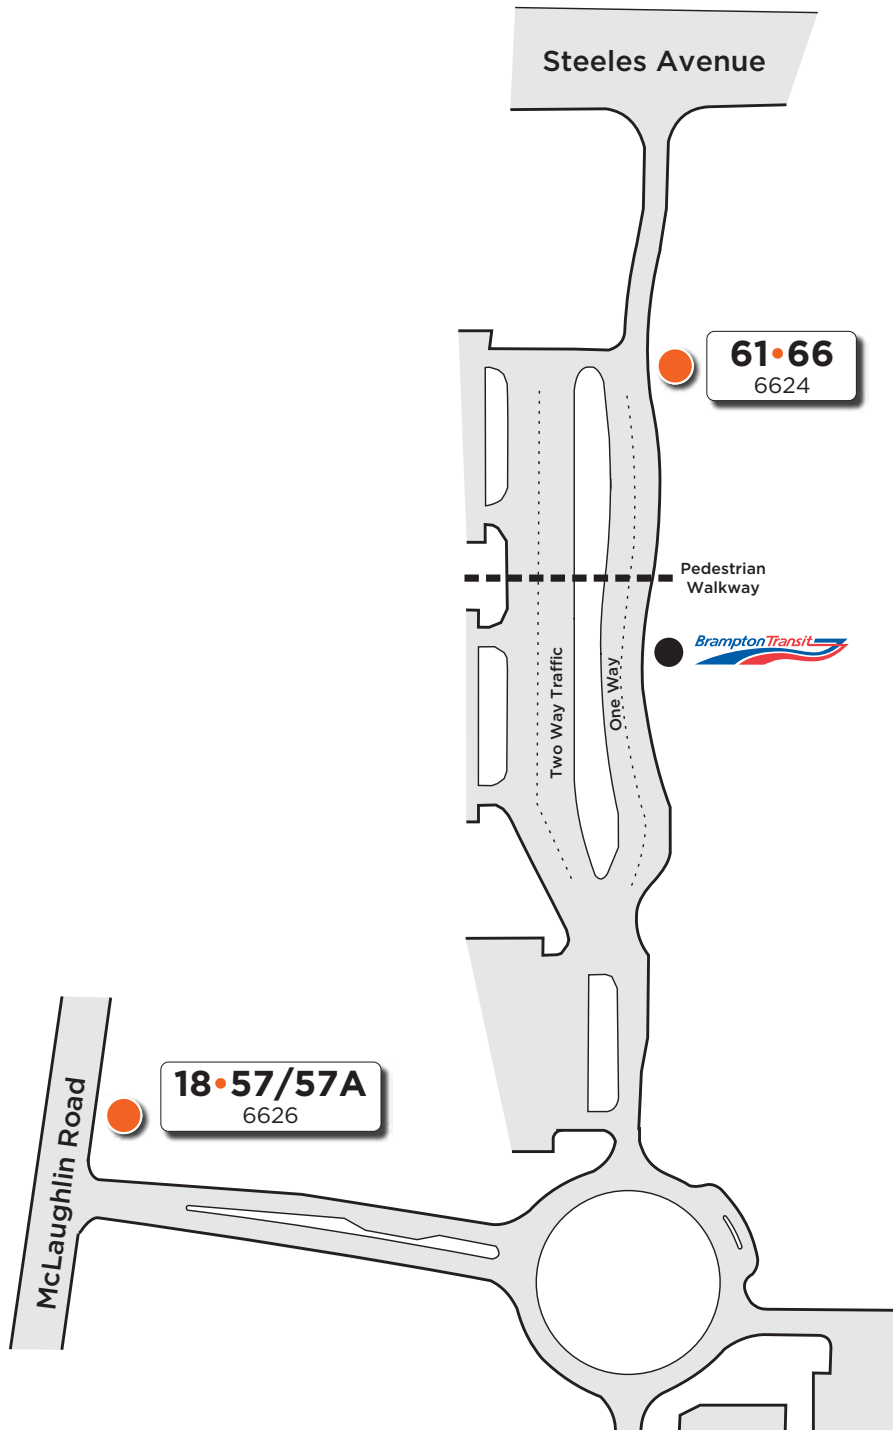 Steeles Avenue
61•66
6624
Pedestrian
Walkway
BramptonTransit
Two Way Traffic
One Way
18•57/57A
6626
McLaughlin Road